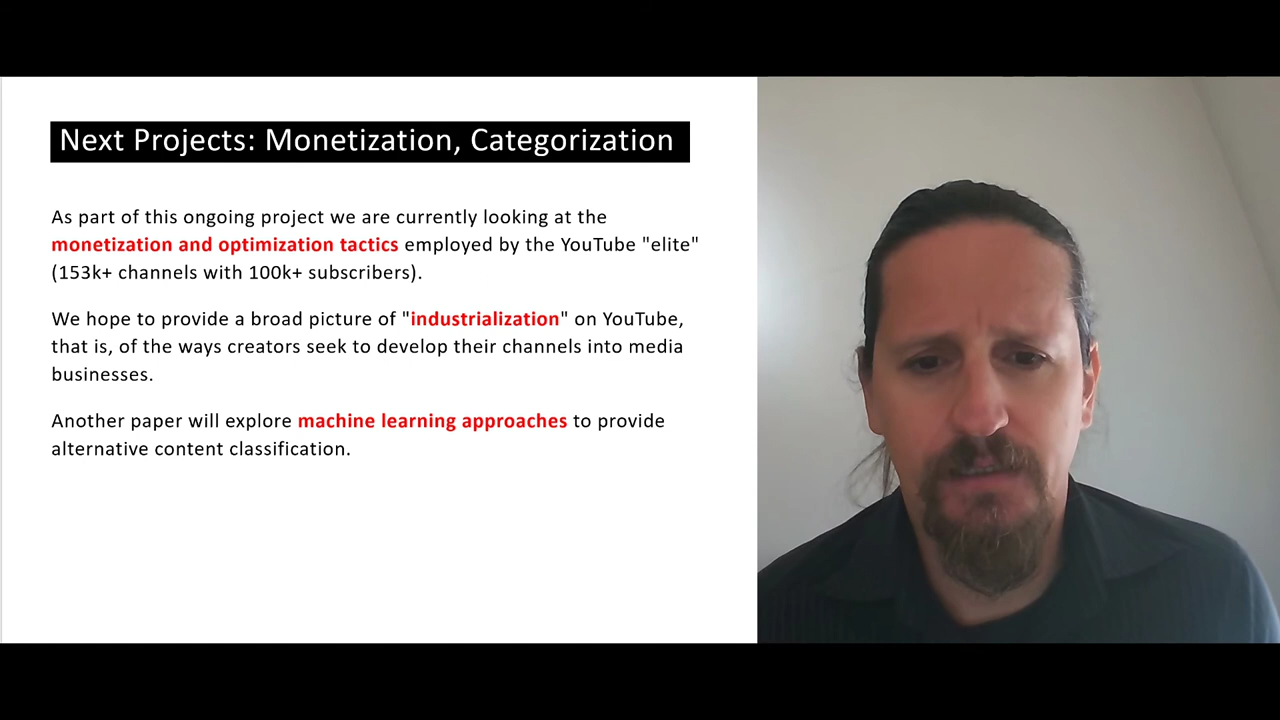 Next Projects: Monetization, Categorization
As part of this ongoing project we are currently looking at the
monetization and optimization tactics employed by the YouTube "elite"
(153k+ channels with 100k+ subscribers).
We hope to provide a broad picture of "industrialization" on YouTube,
that is, of the ways creators seek to develop their channels into media
businesses.
Another paper will explore machine learning approaches to provide
alternative content classification.